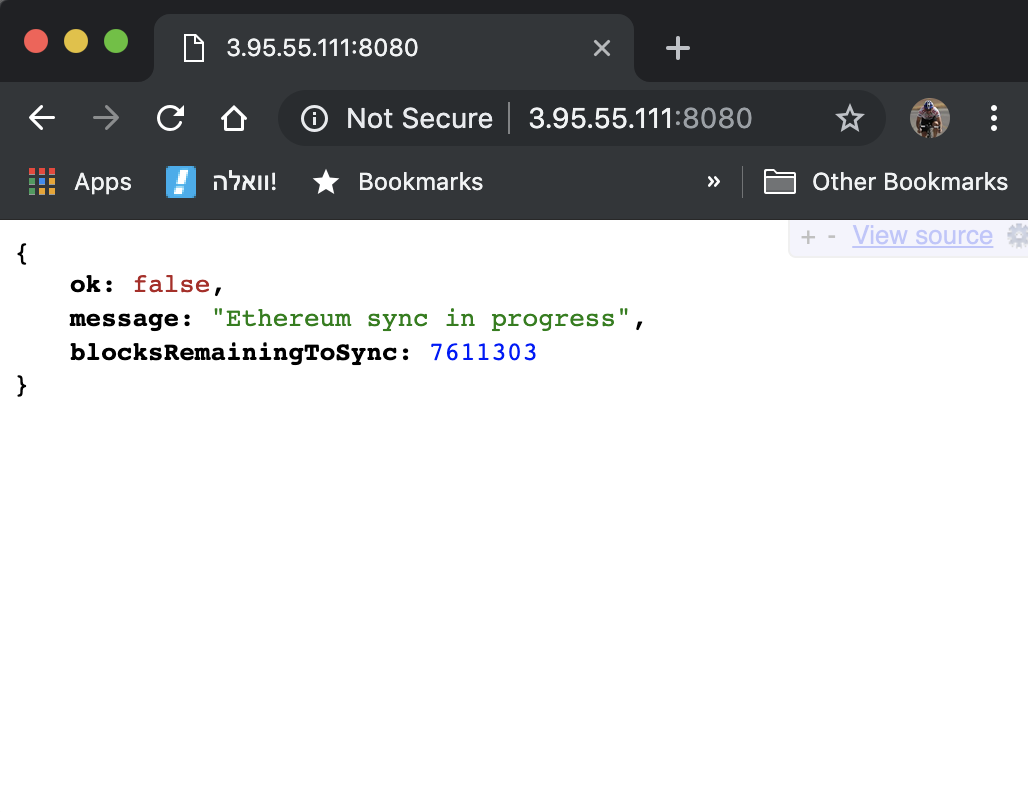 3.95.55.111:8080
Not Secure | 3.95.55.111:8080
Apps וואלה! Bookmarks » Other Bookmarks
+ - View source
{
ok: false,
message: "Ethereum sync in progress",
blocksRemainingToSync: 7611303
}